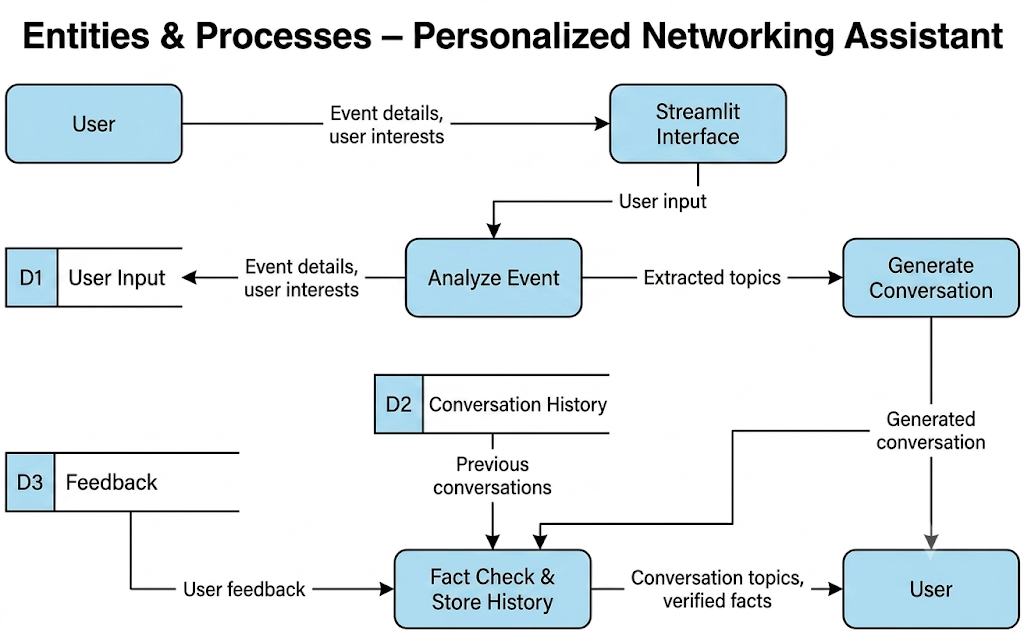 Entities & Processes – Personalized Networking Assistant
User
Event details,
user interests
Streamlit
Interface
User input
D1
User Input
Event details,
user interests
Analyze Event
Extracted topics
Generate
Conversation
D2
Conversation History
Generated
conversation
Previous
conversations
D3
Feedback
User feedback
Fact Check &
Store History
Conversation topics,
verified facts
User